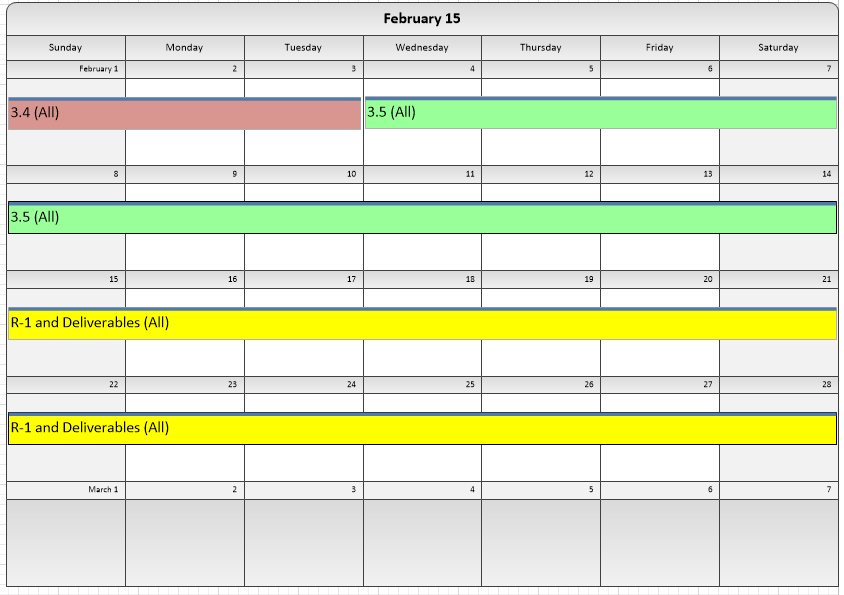 February 15
Sunday Monday Tuesday Wednesday Thursday Friday Saturday
February 1 2 3 4 5 6 7
3.4 (All) 3.5 (All)
8 9 10 11 12 13 14
3.5 (All)
15 16 17 18 19 20 21
R-1 and Deliverables (All)
22 23 24 25 26 27 28
R-1 and Deliverables (All)
March 1 2 3 4 5 6 7